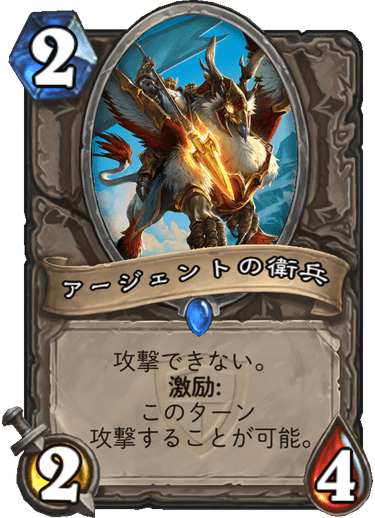 2
アージェントの衛兵
攻撃できない。
激励:
このターン
攻撃することが可能。
2
4